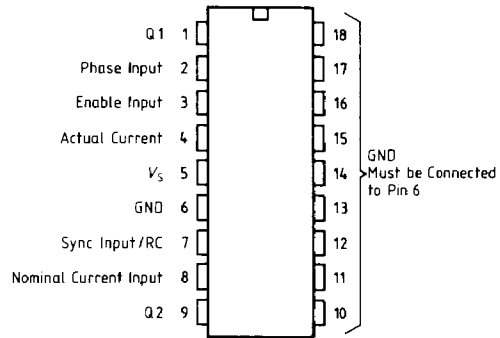 Q1 1
Phase Input 2
Enable Input 3
Actual Current 4
VS 5
GND 6
Sync Input/RC 7
Nominal Current Input 8
Q2 9
18
17
16
15
14
13
12
11
10
GND
Must be Connected
to Pin 6